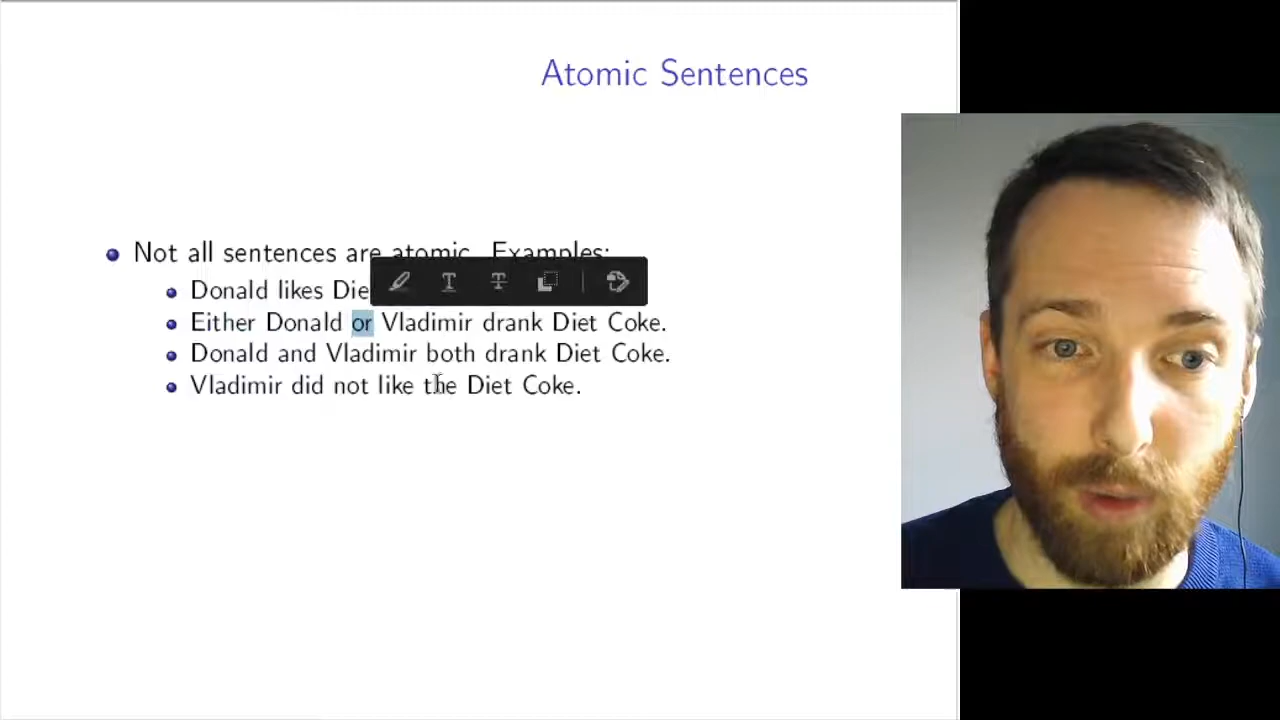 Atomic Sentences
Not all sentences are atomic. Examples:
Donald likes Die
Either Donald or Vladimir drank Diet Coke.
Donald and Vladimir both drank Diet Coke.
Vladimir did not like the Diet Coke.